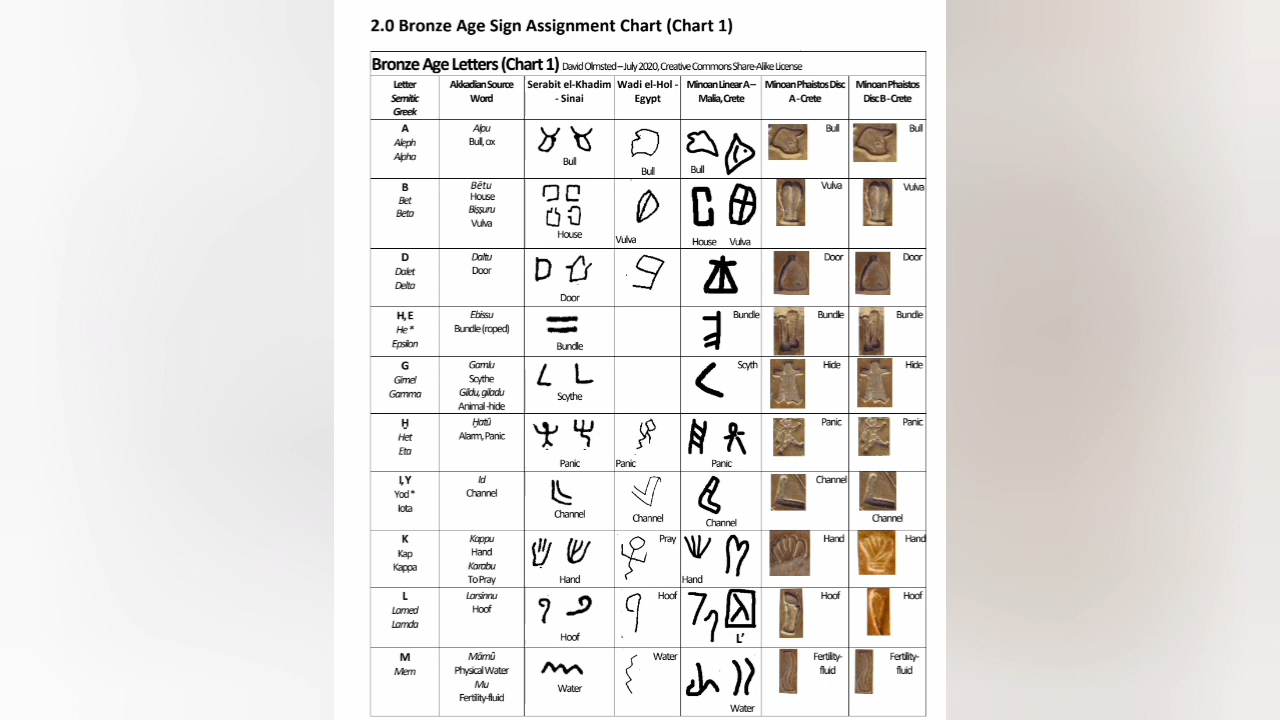 2.0 Bronze Age Sign Assignment Chart (Chart 1)
Bronze Age Letters (Chart 1) David Olmsted – July 2020, Creative Commons Share-Alike License
Letter Semitic Greek Akkadian Source Word Serabit el-Khadim - Sinai Wadi el-Hol - Egypt Minoan Linear A – Malia, Crete Minoan Phaistos Disc A - Crete Minoan Phaistos Disc B - Crete
A
Aleph
Alpha
Alpu
Bull, ox
Bull
Bull
Bull
Bull
Bull
B
Bet
Beta
Bētu
House
Biṣṣuru
Vulva
House
Vulva
House Vulva
Vulva
Vulva
D
Dalet
Delta
Daltu
Door
Door
Door
Door
H, E
He *
Epsilon
Ebissu
Bundle (roped)
Bundle
Bundle
Bundle
Bundle
G
Gimel
Gamma
Gamlu
Scythe
Gildu, giladu
Animal -hide
Scythe
Scyth
Hide
Hide
Ḫ
Het
Eta
Ḫatû
Alarm, Panic
Panic
Panic
Panic
Panic
Panic
I, Y
Yod *
Iota
Id
Channel
Channel
Channel
Channel
Channel
Channel
K
Kap
Kappa
Kappu
Hand
Karabu
To Pray
Hand
Pray
Hand
Hand
Hand
L
Lamed
Lamda
Larsinnu
Hoof
Hoof
Hoof
L'
Hoof
Hoof
M
Mem
Māmū
Physical Water
Mu
Fertility-fluid
Water
Water
Water
Fertility-
fluid
Fertility-
fluid